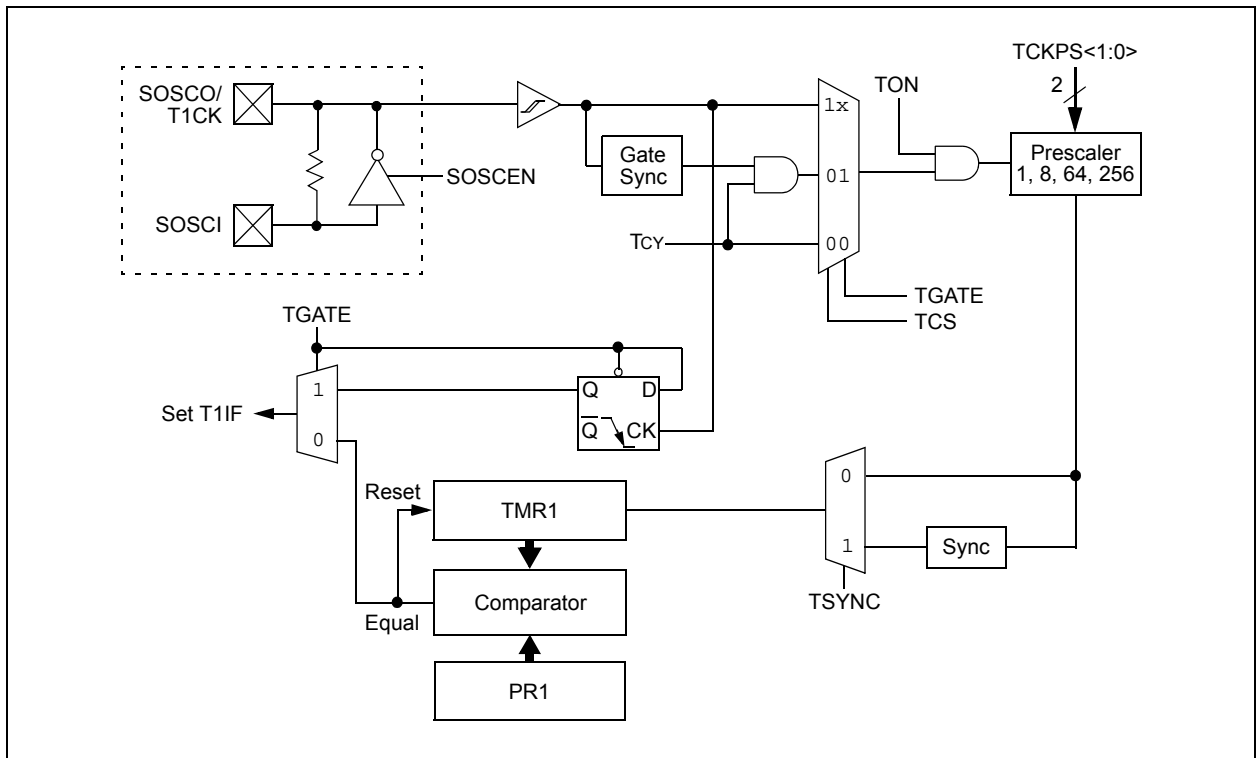 SOSCO/
T1CK
SOSCI
SOSCEN
Gate
Sync
TCY
1x
01
00
TON
TCKPS<1:0>
2
Prescaler
1, 8, 64, 256
TGATE
TCS
TGATE
1
0
Set T1IF
Q
D
Q
CK
Reset
TMR1
Equal
Comparator
PR1
0
1
Sync
TSYNC